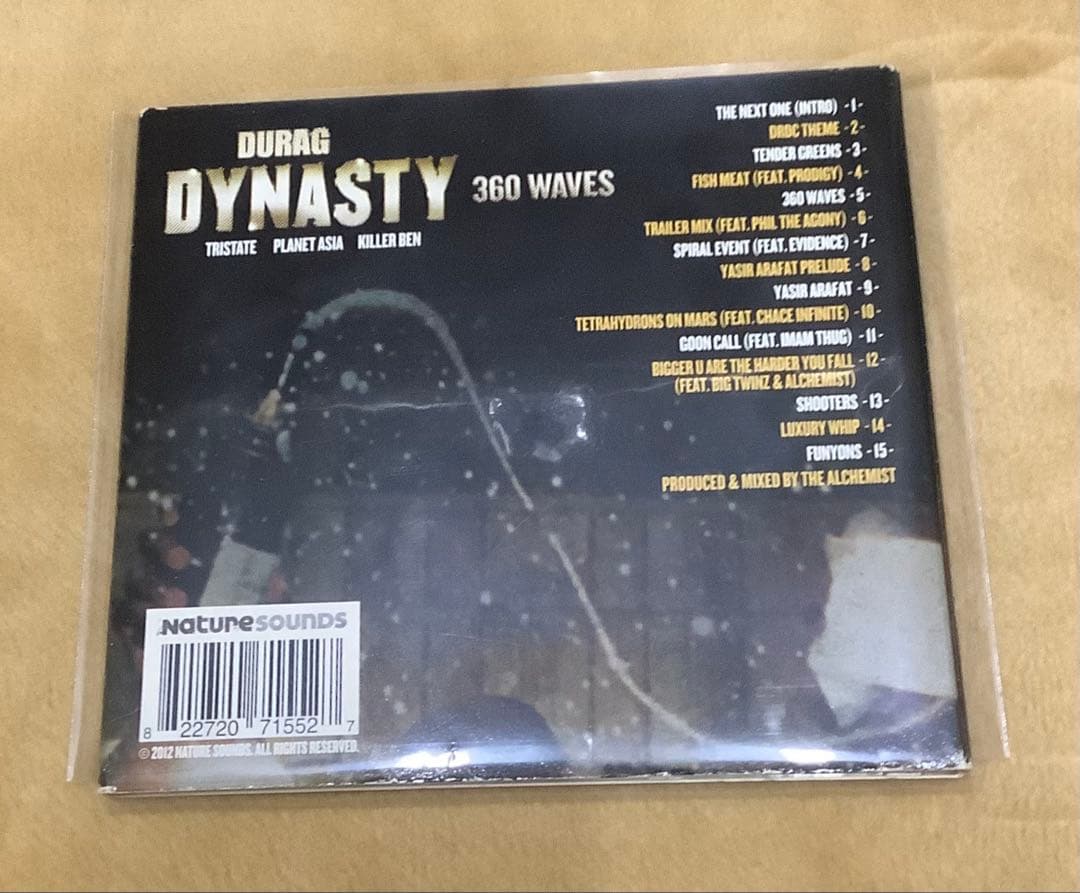 DURAG
DYNASTY
360 WAVES
TRISTATE PLANET ASIA KILLER BEN
THE NEXT ONE (INTRO) -1-
DRDC THEME -2-
TENDER GREENS -3-
FISH MEAT (FEAT. PRODIGY) -4-
360 WAVES -5-
TRAILER MIX (FEAT. PHIL THE AGONY) -6-
SPIRAL EVENT (FEAT. EVIDENCE) -7-
YASIR ARAFAT PRELUDE -8-
YASIR ARAFAT -9-
TETRAHYDRONS ON MARS (FEAT. CHACE INFINITE) -10-
GOON CALL (FEAT. IMAM THUG) -11-
BIGGER U ARE THE HARDER YOU FALL -12-
(FEAT. BIG TWINZ & ALCHEMIST)
SHOOTERS -13-
LUXURY WHIP -14-
FUNYONS -15-
PRODUCED & MIXED BY THE ALCHEMIST
NATURESOUNDS
8 22720 71552 7
© 2012 NATURE SOUNDS. ALL RIGHTS RESERVED.